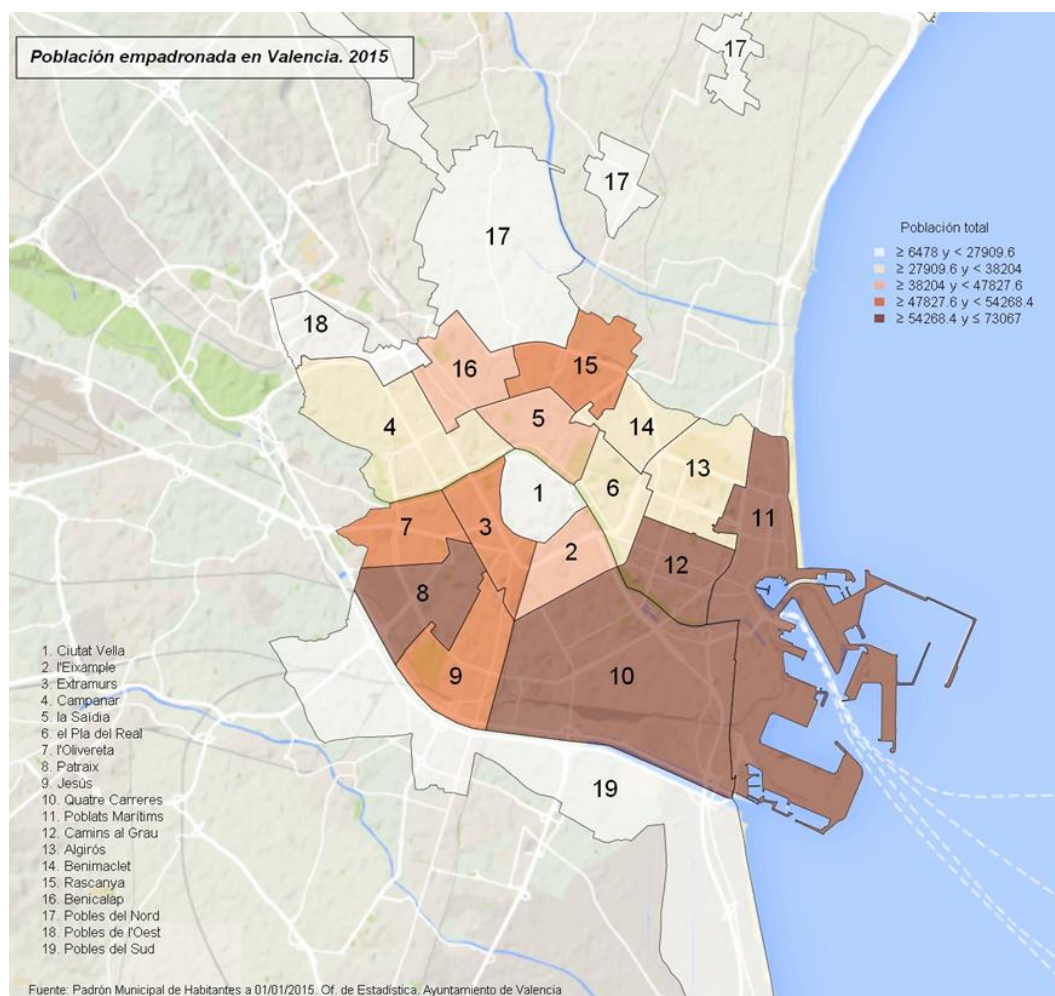 Población empadronada en Valencia. 2015
17
17
17
Población total
≥ 6478 y < 27909.6
≥ 27909.6 y < 38204
≥ 38204 y < 47827.6
≥ 47827.6 y < 54268.4
≥ 54268.4 y ≤ 73067
18
16
15
4
5
14
13
6
1
11
7
3
2
12
8
9
10
19
1. Ciutat Vella
2. l'Eixample
3. Extramurs
4. Campanar
5. la Saïdia
6. el Pla del Real
7. l'Olivereta
8. Patraix
9. Jesús
10. Quatre Carreres
11. Poblats Marítims
12. Camins al Grau
13. Algirós
14. Benimaclet
15. Rascanya
16. Benicalap
17. Pobles del Nord
18. Pobles de l'Oest
19. Pobles del Sud
Fuente: Padrón Municipal de Habitantes a 01/01/2015. Of. de Estadística. Ayuntamiento de Valencia